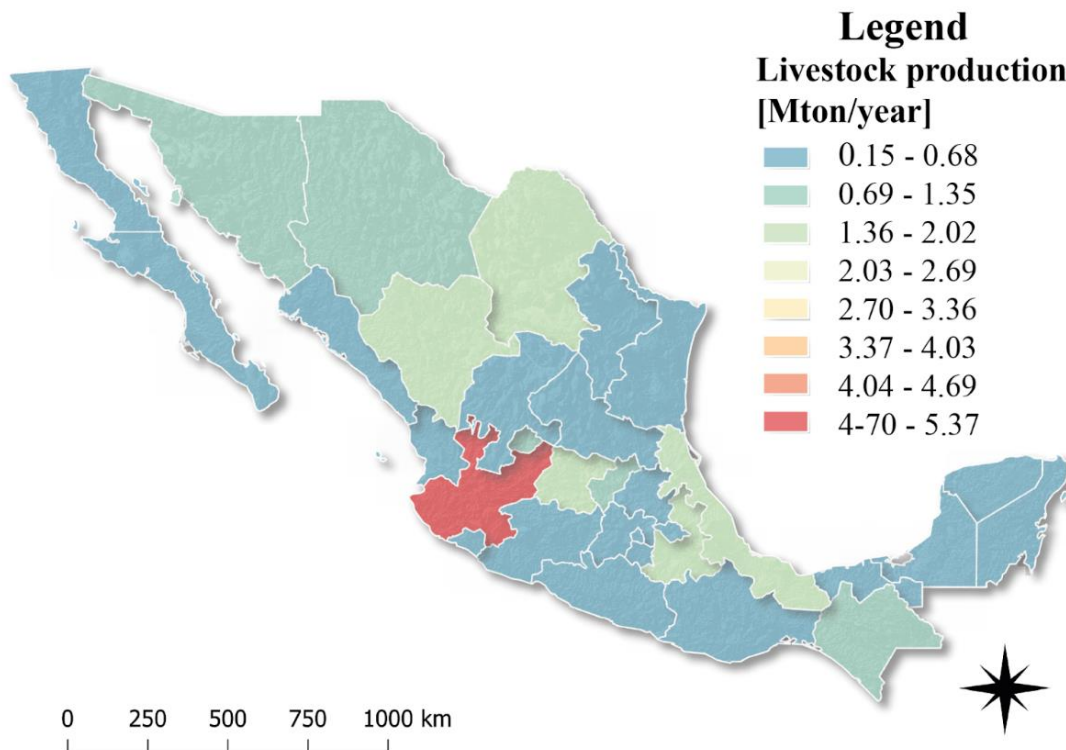 Legend
Livestock production
[Mton/year]
0.15 - 0.68
0.69 - 1.35
1.36 - 2.02
2.03 - 2.69
2.70 - 3.36
3.37 - 4.03
4.04 - 4.69
4-70 - 5.37
0 250 500 750 1000 km